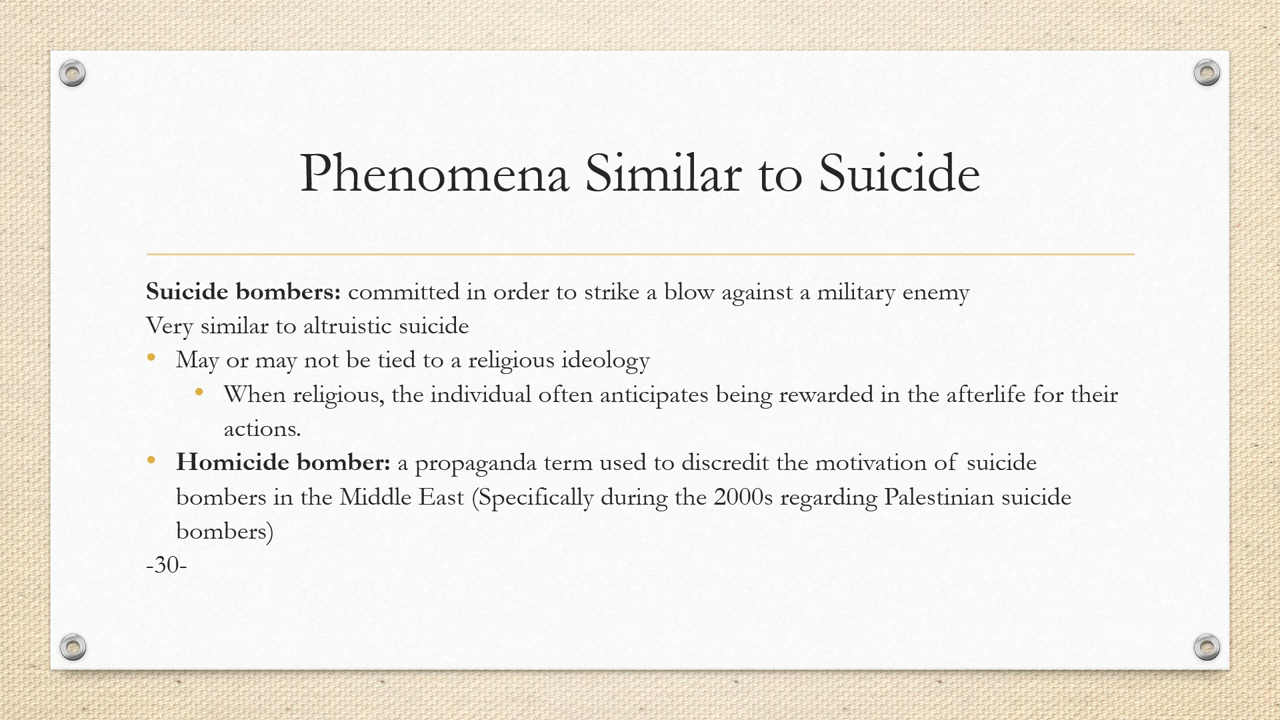 Phenomena Similar to Suicide
Suicide bombers: committed in order to strike a blow against a military enemy
Very similar to altruistic suicide
• May or may not be tied to a religious ideology
• When religious, the individual often anticipates being rewarded in the afterlife for their
actions.
• Homicide bomber: a propaganda term used to discredit the motivation of suicide
bombers in the Middle East (Specifically during the 2000s regarding Palestinian suicide
bombers)
-30-